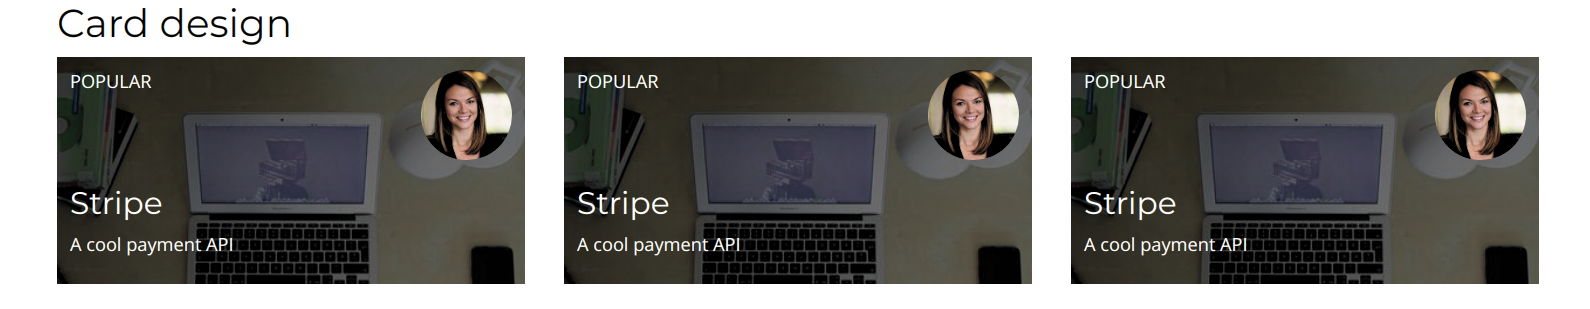 Card design
POPULAR
Stripe
A cool payment API
POPULAR
Stripe
A cool payment API
POPULAR
Stripe
A cool payment API